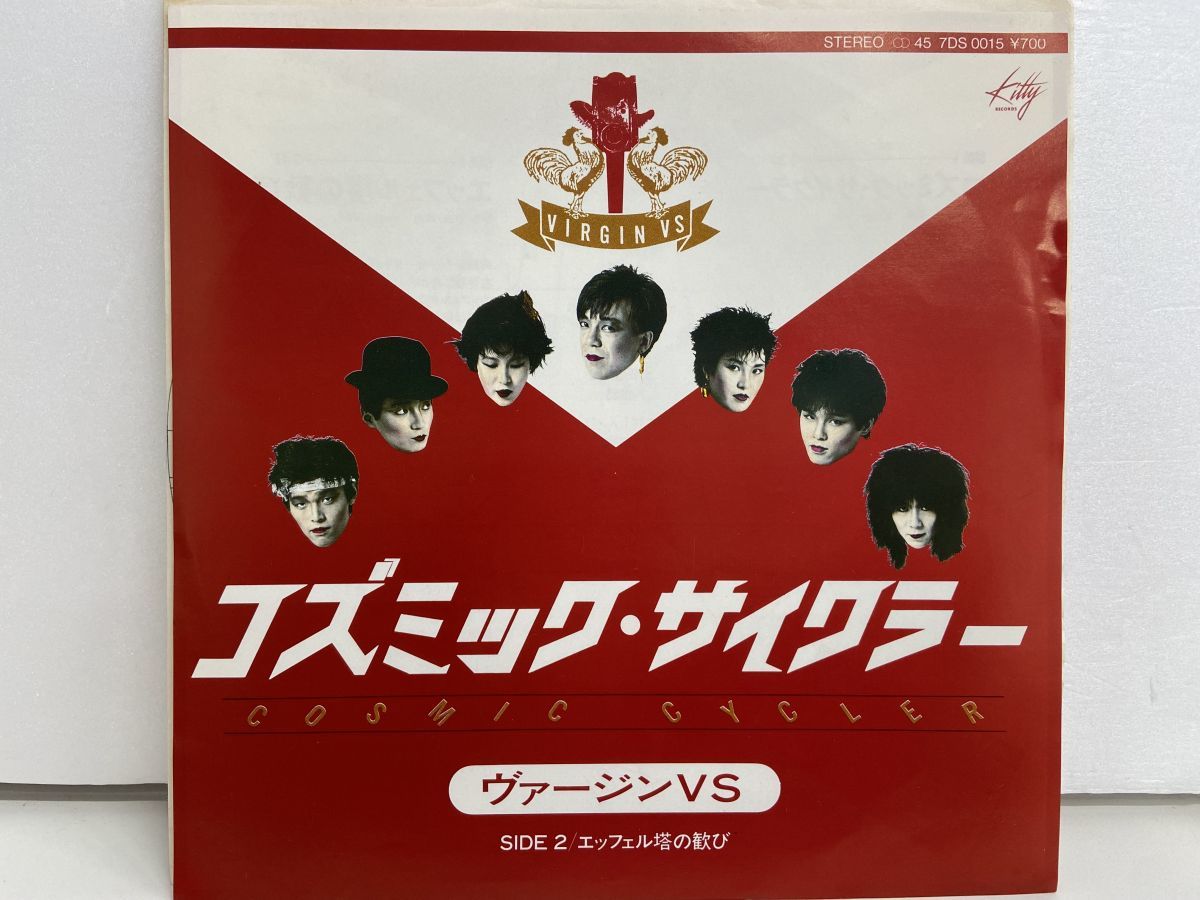 STEREO 45 7DS 0015 ¥700
Kitty
RECORDS
VIRGIN VS
コズミック・サイクラー
COSMIC CYCLER
ヴァージンVS
SIDE 2/エッフェル塔の歓び